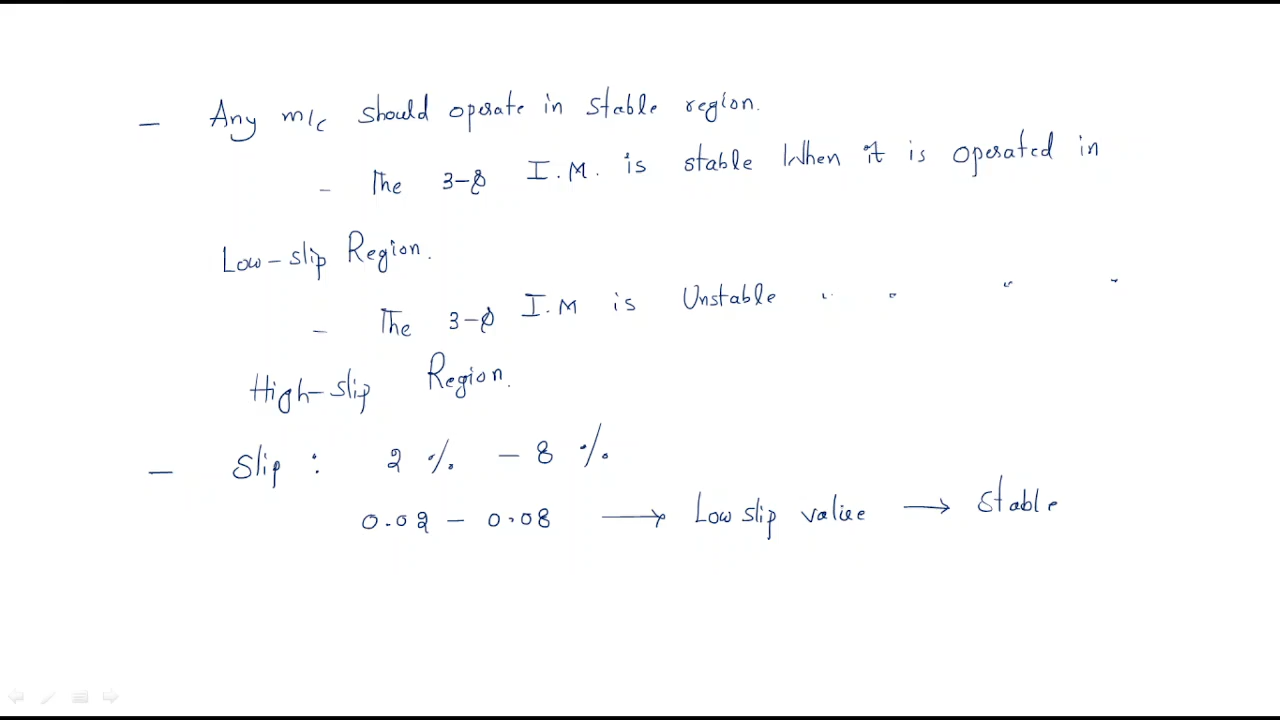 - Any m/c should operate in stable region.
- The 3-φ I.M. is stable When it is operated in
Low-slip Region.
- The 3-φ I.M is Unstable " " " "
High-slip Region.
- Slip : 2 % - 8 %.
0.02 - 0.08 → Low slip value → Stable